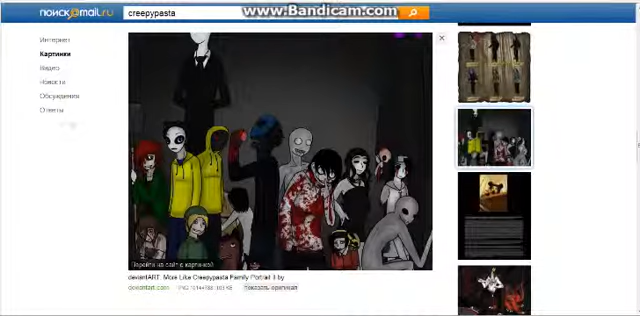 www.Bandicam.com
поиск@mail.ru
creepypasta
Интернет
Картинки
Видео
Новости
Обсуждения
Ответы
Перейти на сайт с картинкой
deviantART: More Like Creepypasta Family Portrait II by
deviantart.com
показать оригинал